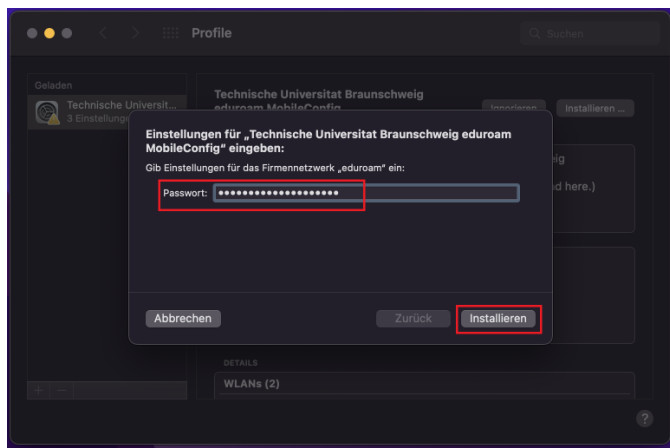 Profile
Suchen
Geladen
Technische Universit...
3 Einstellungen
Technische Universitat Braunschweig
eduroam MobileConfig
Ignorieren
Installieren ...
Einstellungen für „Technische Universitat Braunschweig eduroam
MobileConfig“ eingeben:
Gib Einstellungen für das Firmennetzwerk „eduroam“ ein:
Passwort:
d here.)
Abbrechen
Zurück
Installieren
DETAILS
WLANs (2)